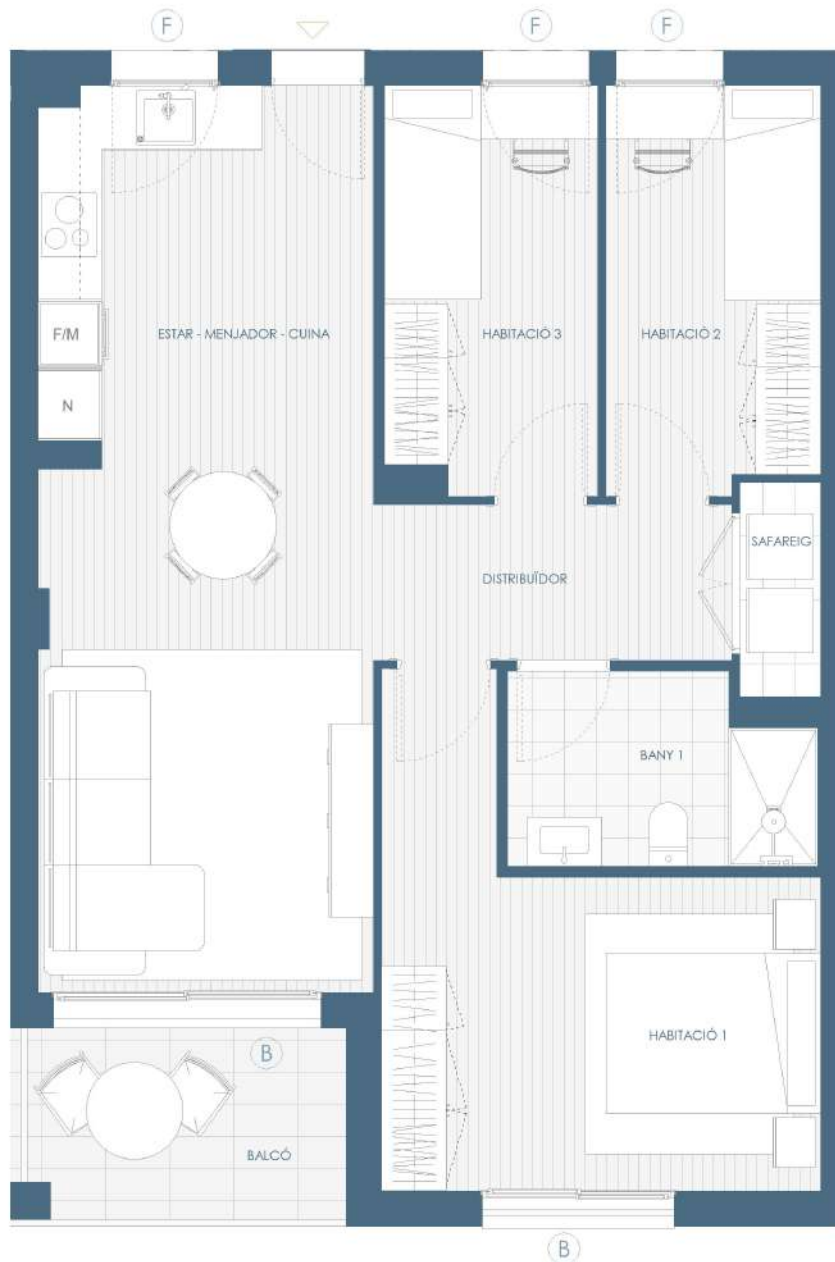 F
F
F
F/M
ESTAR - MENJADOR - CUINA
HABITACIÓ 3
HABITACIÓ 2
N
SAFAREIG
DISTRIBUÏDOR
BANY 1
HABITACIÓ 1
B
BALCÓ
B